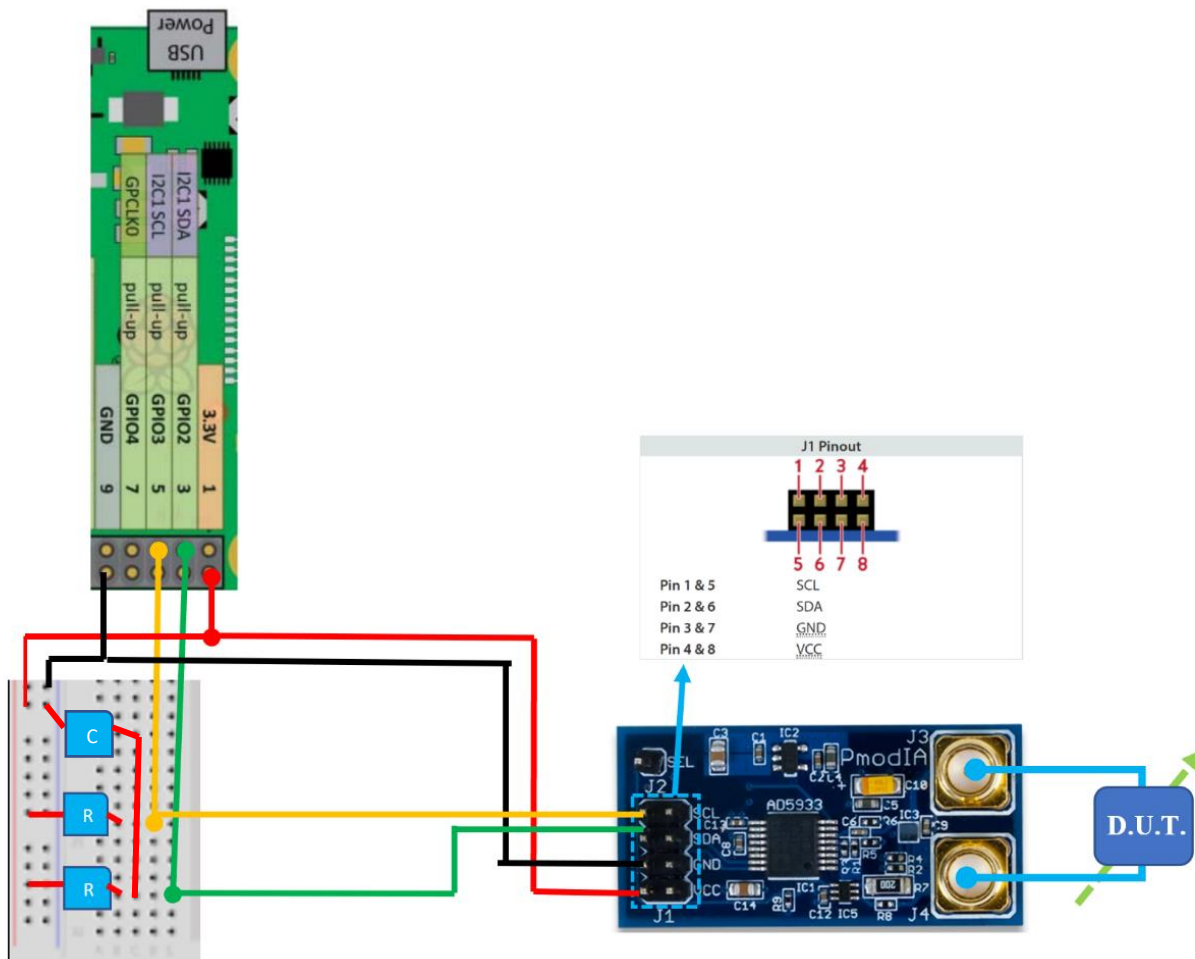 USB
Power
GPCLK0
I2C1 SCL
I2C1 SDA
pull-up
pull-up
pull-up
GND
GPIO4
GPIO3
GPIO2
3.3V
9
7
5
3
1
J1 Pinout
1 2 3 4
5 6 7 8
Pin 1 & 5 SCL
Pin 2 & 6 SDA
Pin 3 & 7 GND
Pin 4 & 8 VCC
C
R
R
C3
C1
IC2
J3
SEL
PmodIA
J2
C10
AD5933
C5
SCL
C13
C6
R6
IC3
C9
SDA
C8
R5
GND
R4
R2
IC1
R7
200
VCC
C14
R9
C12
IC5
R8
J1
J4
D.U.T.